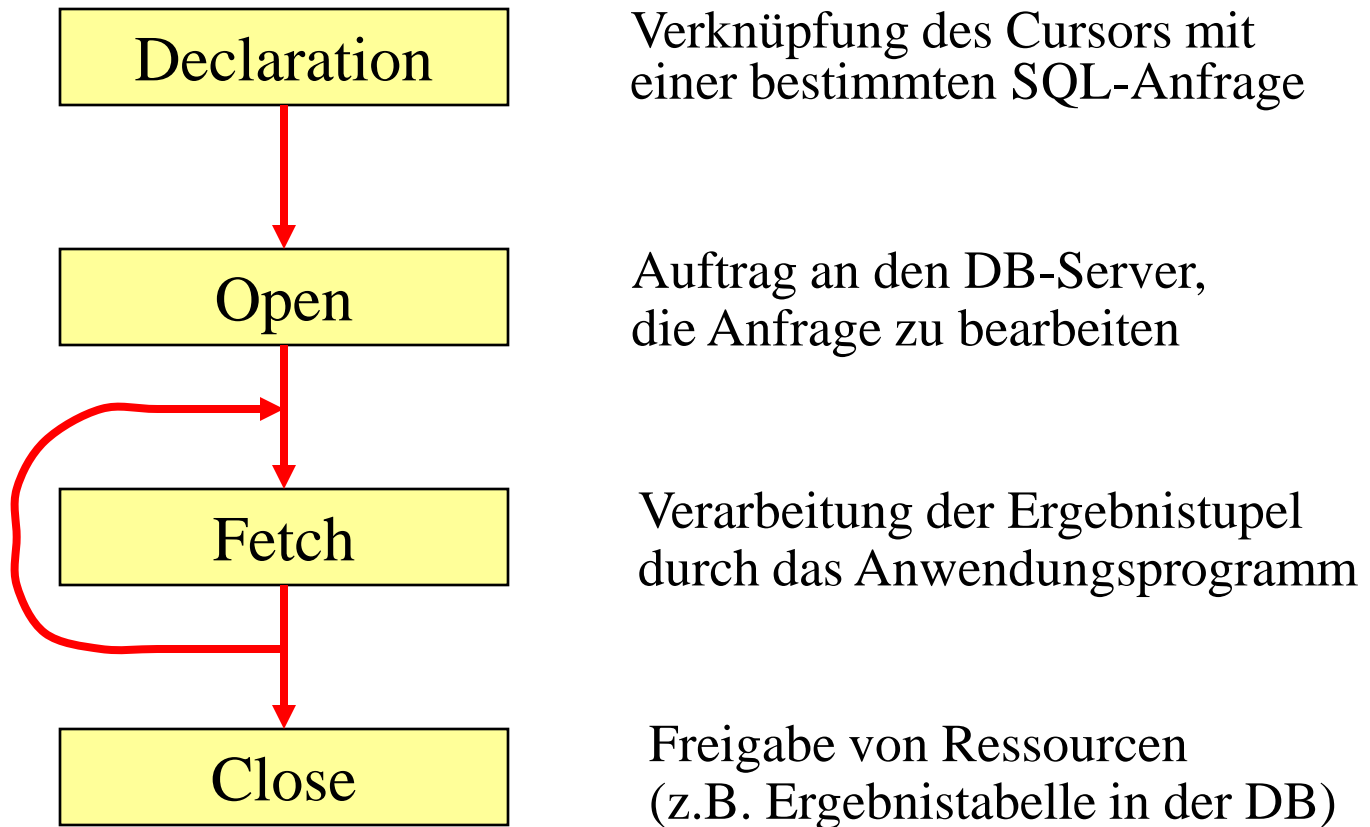 Declaration
Verknüpfung des Cursors mit
einer bestimmten SQL-Anfrage
Open
Auftrag an den DB-Server,
die Anfrage zu bearbeiten
Fetch
Verarbeitung der Ergebnistupel
durch das Anwendungsprogramm
Close
Freigabe von Ressourcen
(z.B. Ergebnistabelle in der DB)